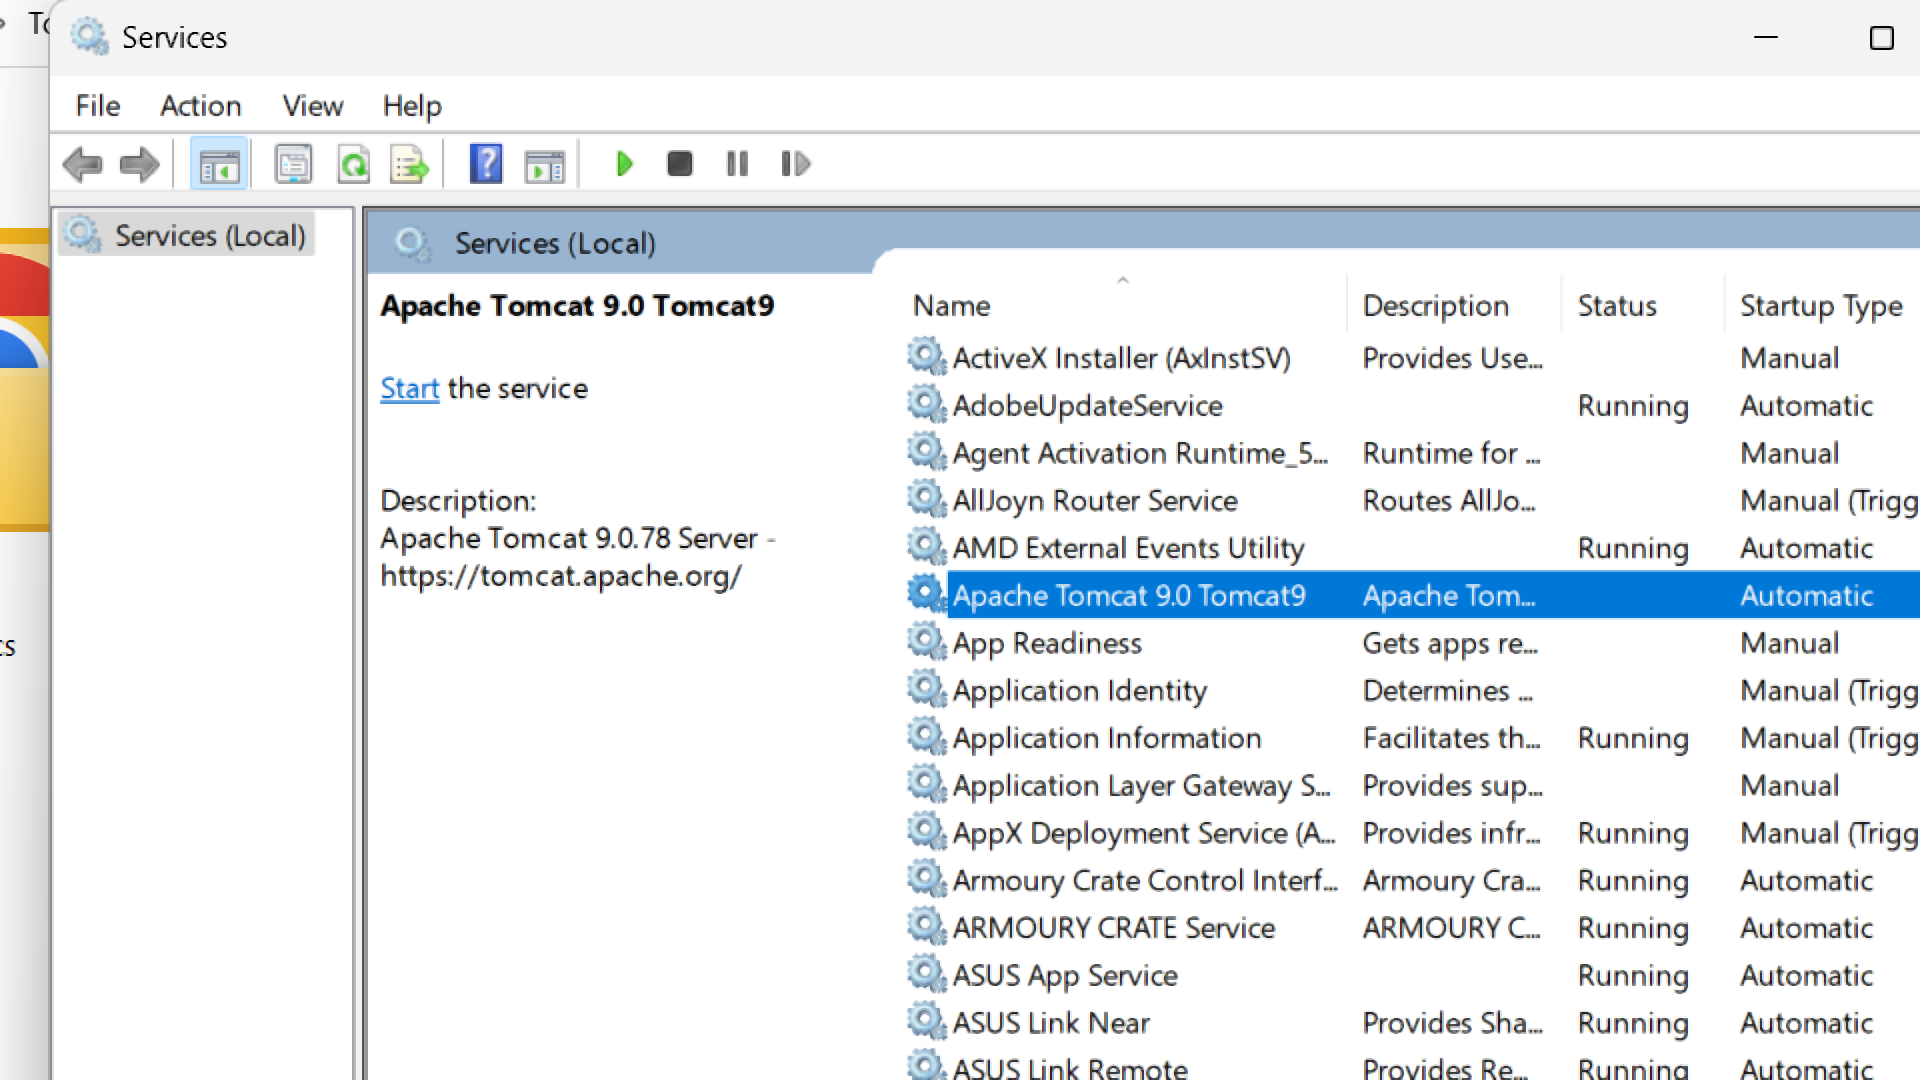 To
Services
File Action View Help
Services (Local)
Services (Local)
Apache Tomcat 9.0 Tomcat9
Start the service
Description:
Apache Tomcat 9.0.78 Server -
https://tomcat.apache.org/
Name Description Status Startup Type
ActiveX Installer (AxInstSV) Provides Use... Manual
AdobeUpdateService Running Automatic
Agent Activation Runtime_5... Runtime for ... Manual
AllJoyn Router Service Routes AllJo... Manual (Trigg
AMD External Events Utility Running Automatic
Apache Tomcat 9.0 Tomcat9 Apache Tom... Automatic
App Readiness Gets apps re... Manual
Application Identity Determines ... Manual (Trigg
Application Information Facilitates th... Running Manual (Trigg
Application Layer Gateway S... Provides sup... Manual
AppX Deployment Service (A... Provides infr... Running Manual (Trigg
Armoury Crate Control Interf... Armoury Cra... Running Automatic
ARMOURY CRATE Service ARMOURY C... Running Automatic
ASUS App Service Running Automatic
ASUS Link Near Provides Sha... Running Automatic
ASUS Link Remote Provides Re... Running Automatic